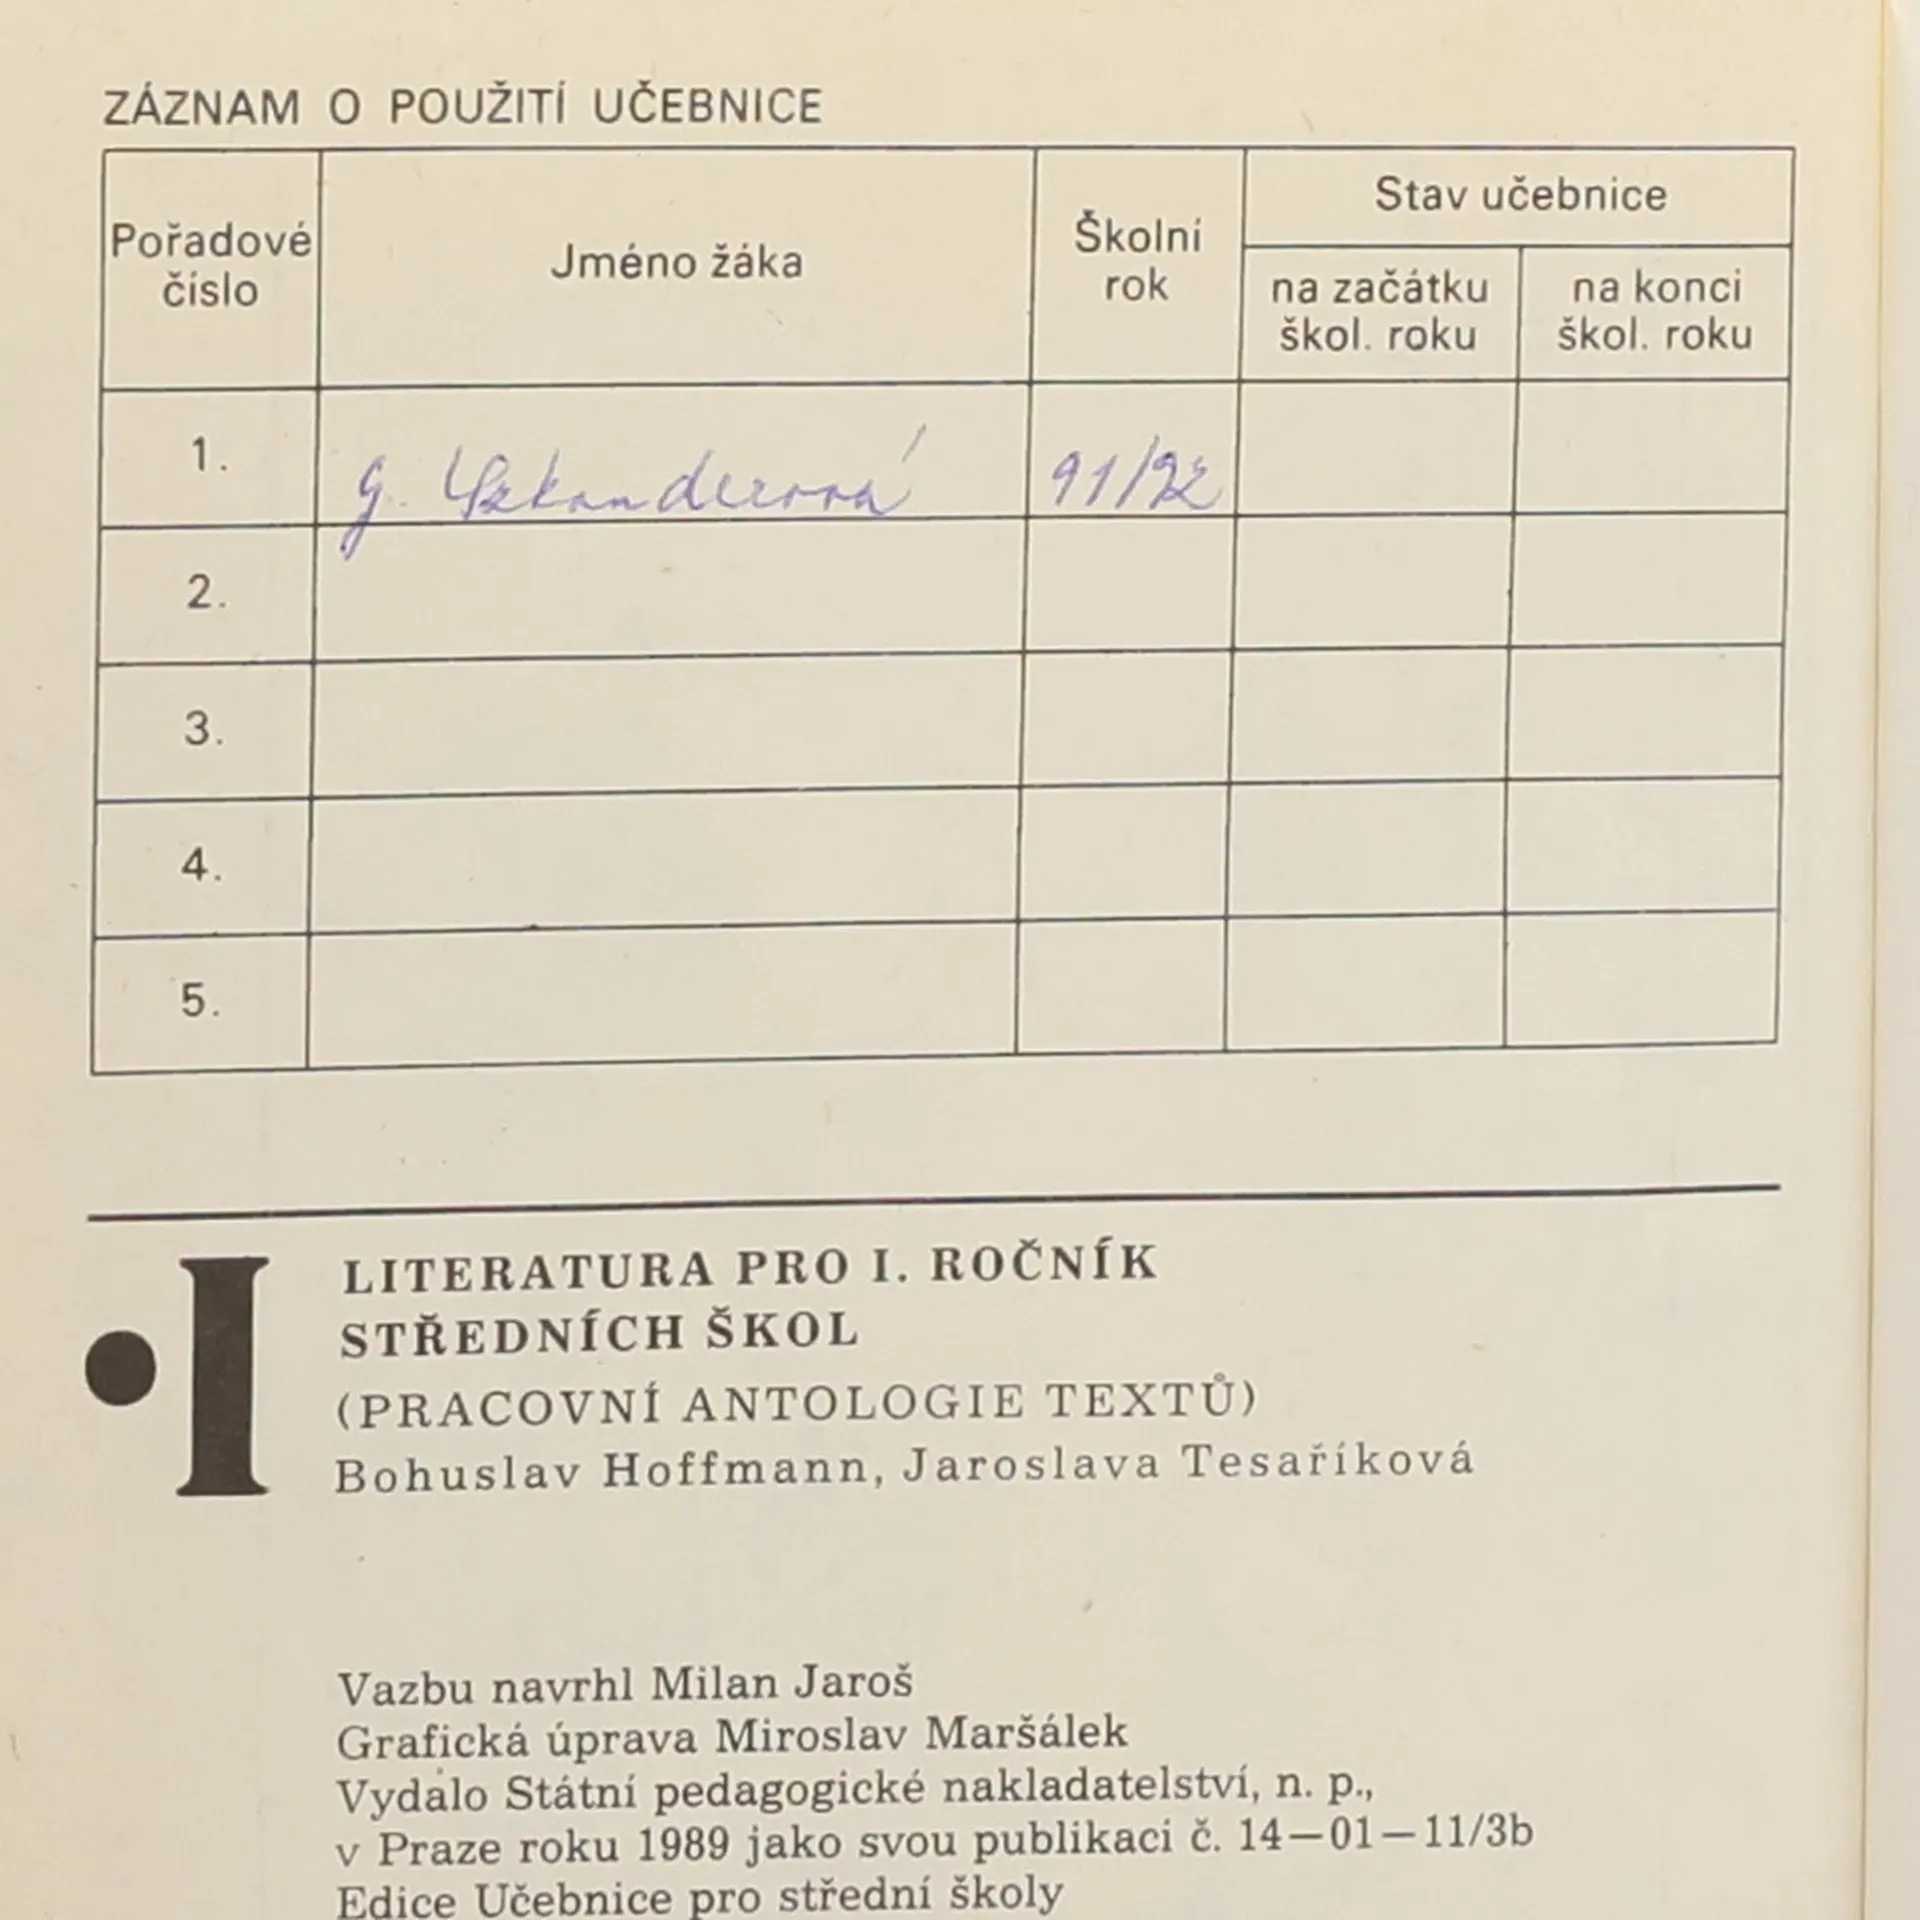 ZÁZNAM O POUŽITÍ UČEBNICE
Pořadové číslo
Jméno žáka
Školní rok
Stav učebnice
na začátku škol. roku
na konci škol. roku
1.
G.
91/92
2.
3.
4.
5.
I
LITERATURA PRO I. ROČNÍK
STŘEDNÍCH ŠKOL
(PRACOVNÍ ANTOLOGIE TEXTŮ)
Bohuslav Hoffmann, Jaroslava Tesaříková
Vazbu navrhl Milan Jaroš
Grafická úprava Miroslav Maršálek
Vydalo Státní pedagogické nakladatelství, n. p.,
v Praze roku 1989 jako svou publikaci č. 14—01—11/3b
Edice Učebnice pro střední školy